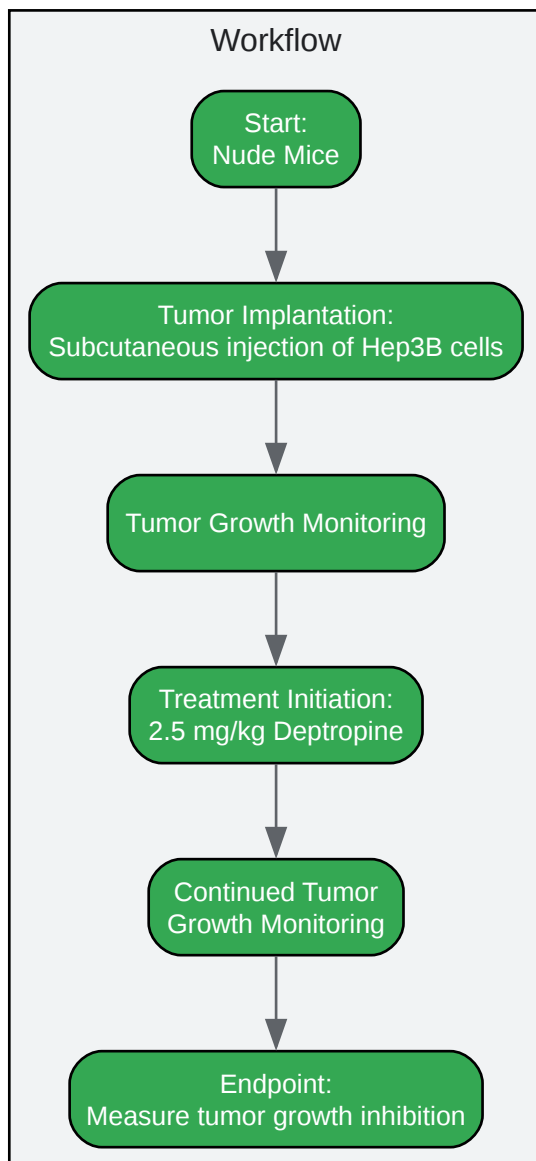 Workflow
Start:
Nude Mice
Tumor Implantation:
Subcutaneous injection of Hep3B cells
Tumor Growth Monitoring
Treatment Initiation:
2.5 mg/kg Deptropine
Continued Tumor
Growth Monitoring
Endpoint:
Measure tumor growth inhibition